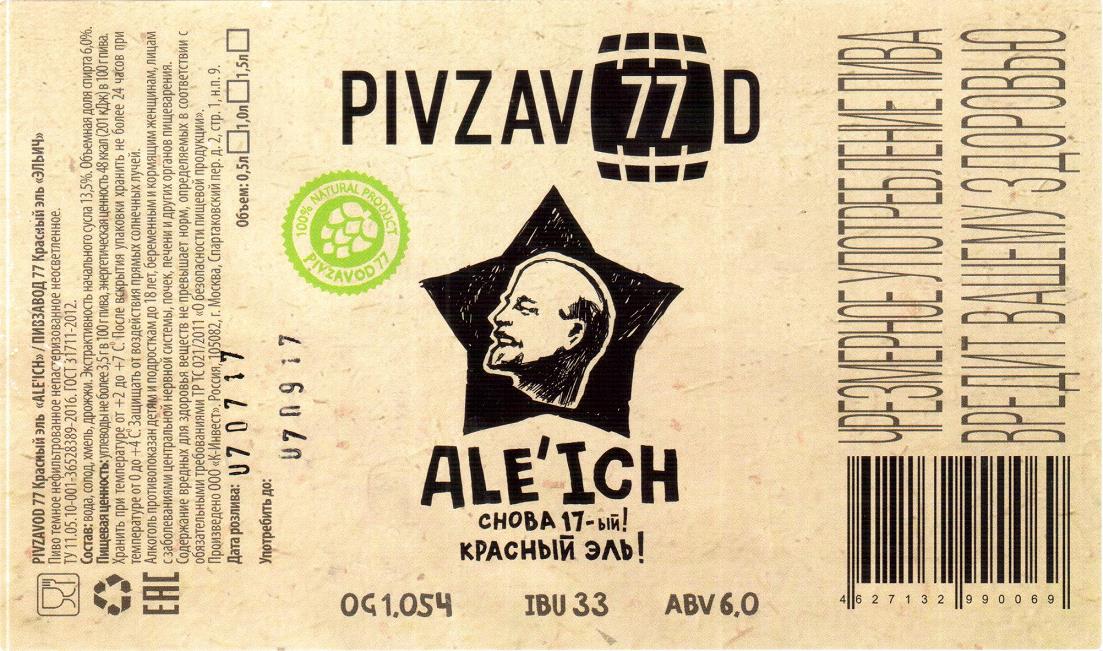 PIVZAVOD 77 Красный эль «ALE'ICH» / ПИВЗАВОД 77 Красный эль «ЭЛЬИЧ»
Пиво темное нефильтрованное непастеризованное неосветленное.
ТУ 11.05.10-001-36528389-2016. ГОСТ 31711-2012.
Состав: вода, солод, хмель, дрожжи. Экстрактивность начального сусла 13,5%. Объемная доля спирта 6,0%.
Пищевая ценность: углеводы не более 3,5 г в 100 г пива, энергетическая ценность 48 ккал (201 кДж) в 100 г пива.
Хранить при температуре от +2 до +7 С°. После вскрытия упаковки хранить не более 24 часов при
температуре от 0 до +4 С°. Защищать от воздействия прямых солнечных лучей.
Алкоголь противопоказан детям и подросткам до 18 лет, беременным и кормящим женщинам, лицам
с заболеваниями центральной нервной системы, почек, печени и других органов пищеварения.
Содержание вредных для здоровья веществ не превышает норм, определяемых в соответствии с
обязательными требованиями ТР ТС 021/2011 «О безопасности пищевой продукции».
Произведено ООО «К-Инвест», Россия, 105082, г. Москва, Спартаковский пер. д. 2, стр. 1, н.п. 9.
Дата розлива: 070717
Объем: 0,5л 1,0л 1,5л
Употребить до: 070917
EAC
PIVZAV 77 D
100% NATURAL PRODUCT
PIVZAVOD 77
ALE'ICH
СНОВА 17-ый!
КРАСНЫЙ ЭЛЬ!
OG 1.054 IBU 33 ABV 6.0
ЧРЕЗМЕРНОЕ УПОТРЕБЛЕНИЕ ПИВА
ВРЕДИТ ВАШЕМУ ЗДОРОВЬЮ
4 627132 990069